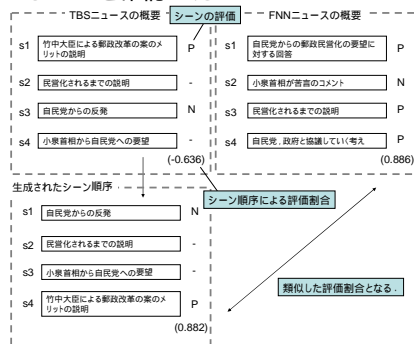 TBSニュースの概要
シーンの評価
FNNニュースの概要
s1 竹中大臣による郵政改革の案のメ
リットの説明 P
s2 民営化されるまでの説明 -
s3 自民党からの反発 N
s4 小泉首相から自民党への要望 -
(-0.636)
s1 自民党からの郵政民営化の要望に
対する回答 P
s2 小泉首相が苦言のコメント N
s3 民営化されるまでの説明 P
s4 自民党,政府と協議していく考え P
(0.886)
シーン順序による評価割合
生成されたシーン順序
s1 自民党からの反発 N
s2 民営化されるまでの説明 -
s3 小泉首相から自民党への要望 -
s4 竹中大臣による郵政改革の案のメ
リットの説明 P
(0.882)
類似した評価割合となる.